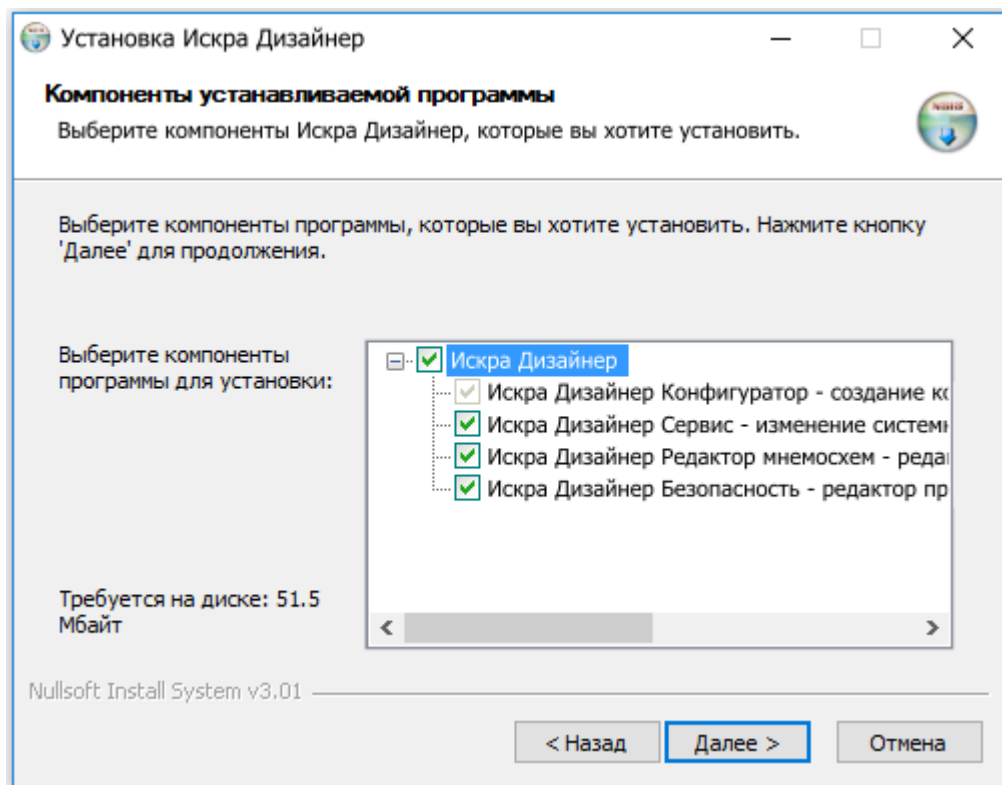 Установка Искра Дизайнер
Компоненты устанавливаемой программы
Выберите компоненты Искра Дизайнер, которые вы хотите установить.
Выберите компоненты программы, которые вы хотите установить. Нажмите кнопку
'Далее' для продолжения.
Выберите компоненты
программы для установки:
Искра Дизайнер
Искра Дизайнер Конфигуратор - создание
Искра Дизайнер Сервис - изменение систем
Искра Дизайнер Редактор мнемосхем - реда
Искра Дизайнер Безопасность - редактор пр
Требуется на диске: 51.5
Мбайт
Nullsoft Install System v3.01
< Назад
Далее >
Отмена